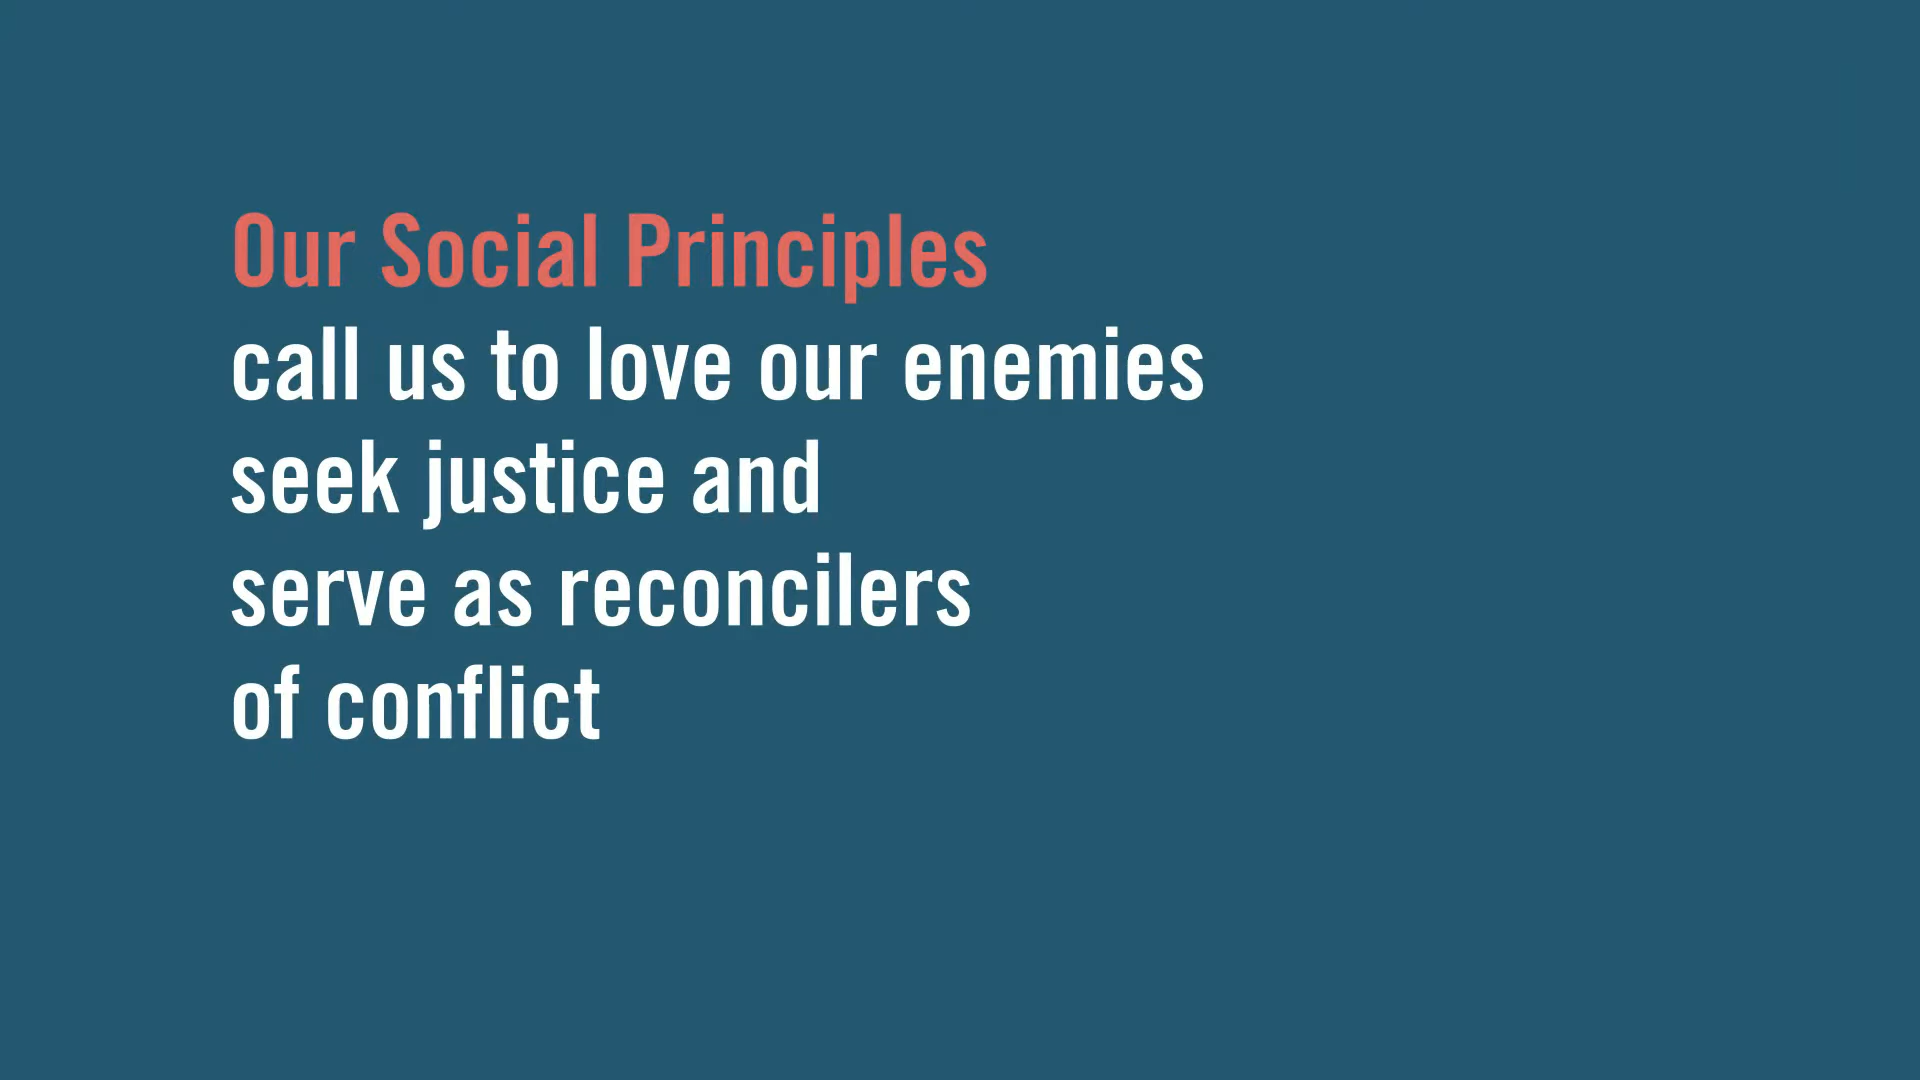 Our Social Principles
call us to love our enemies
seek justice and
serve as reconcilers
of conflict